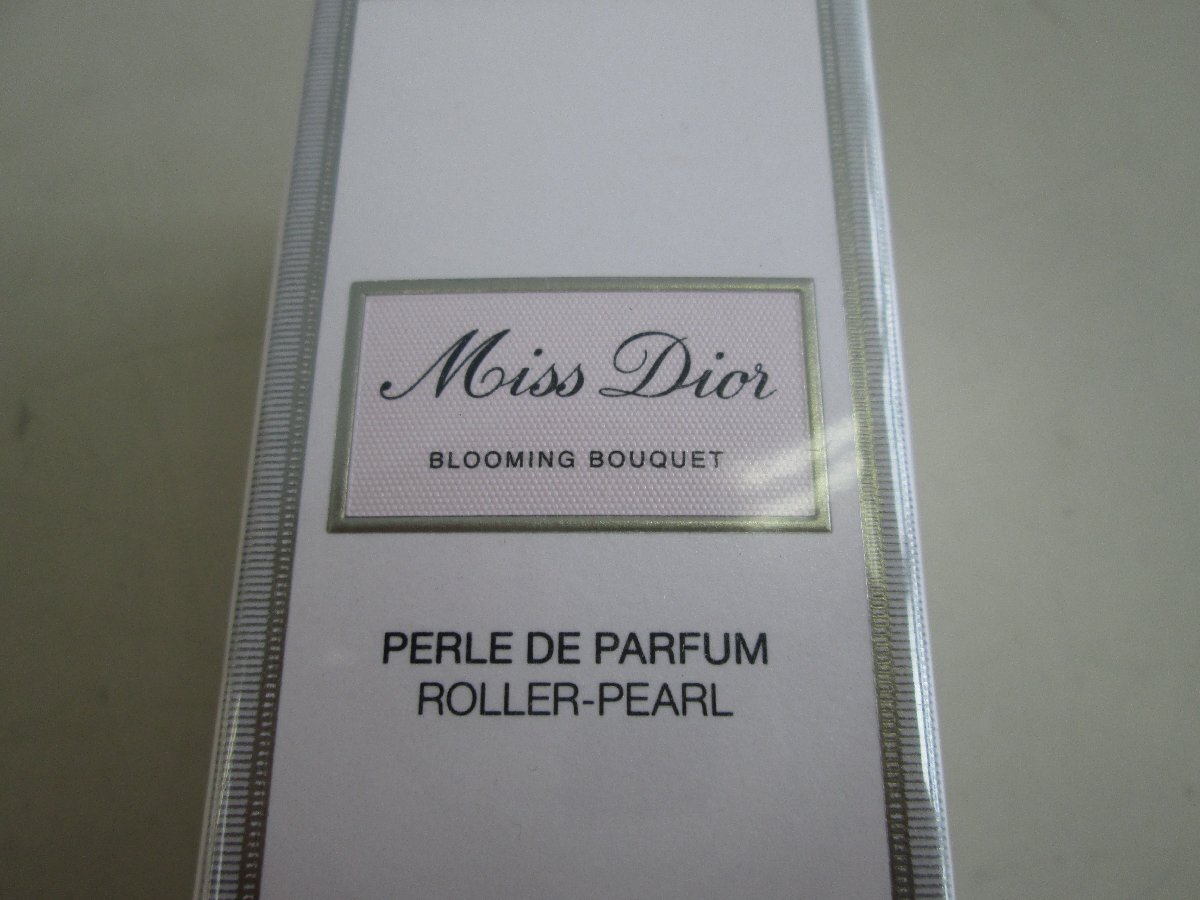 Miss Dior
BLOOMING BOUQUET
PERLE DE PARFUM
ROLLER-PEARL